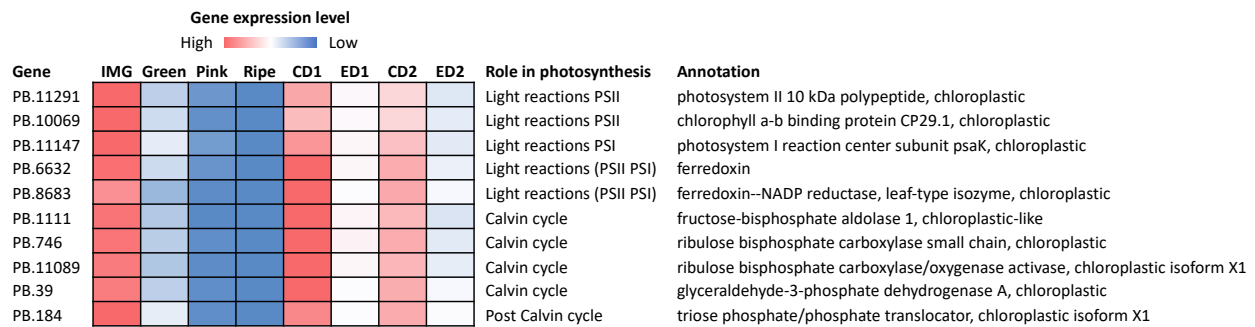 Gene expression level
High Low
Gene IMG Green Pink Ripe CD1 ED1 CD2 ED2 Role in photosynthesis Annotation
PB.11291 Light reactions PSII photosystem II 10 kDa polypeptide, chloroplastic
PB.10069 Light reactions PSII chlorophyll a-b binding protein CP29.1, chloroplastic
PB.11147 Light reactions PSI photosystem I reaction center subunit psaK, chloroplastic
PB.6632 Light reactions (PSII PSI) ferredoxin
PB.8683 Light reactions (PSII PSI) ferredoxin--NADP reductase, leaf-type isozyme, chloroplastic
PB.1111 Calvin cycle fructose-bisphosphate aldolase 1, chloroplastic-like
PB.746 Calvin cycle ribulose bisphosphate carboxylase small chain, chloroplastic
PB.11089 Calvin cycle ribulose bisphosphate carboxylase/oxygenase activase, chloroplastic isoform X1
PB.39 Calvin cycle glyceraldehyde-3-phosphate dehydrogenase A, chloroplastic
PB.184 Post Calvin cycle triose phosphate/phosphate translocator, chloroplastic isoform X1